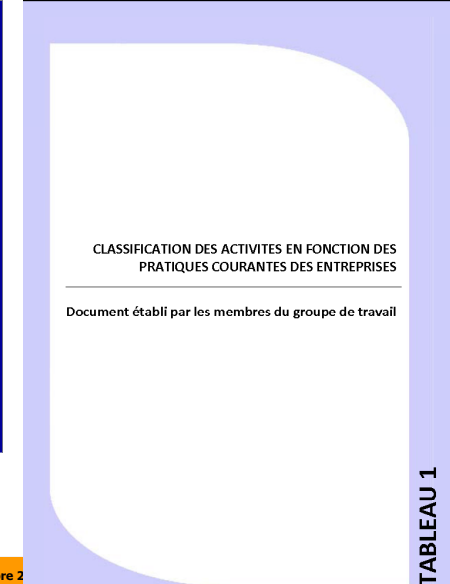 CLASSIFICATION DES ACTIVITES EN FONCTION DES
PRATIQUES COURANTES DES ENTREPRISES
Document établi par les membres du groupe de travail
TABLEAU 1
re 2